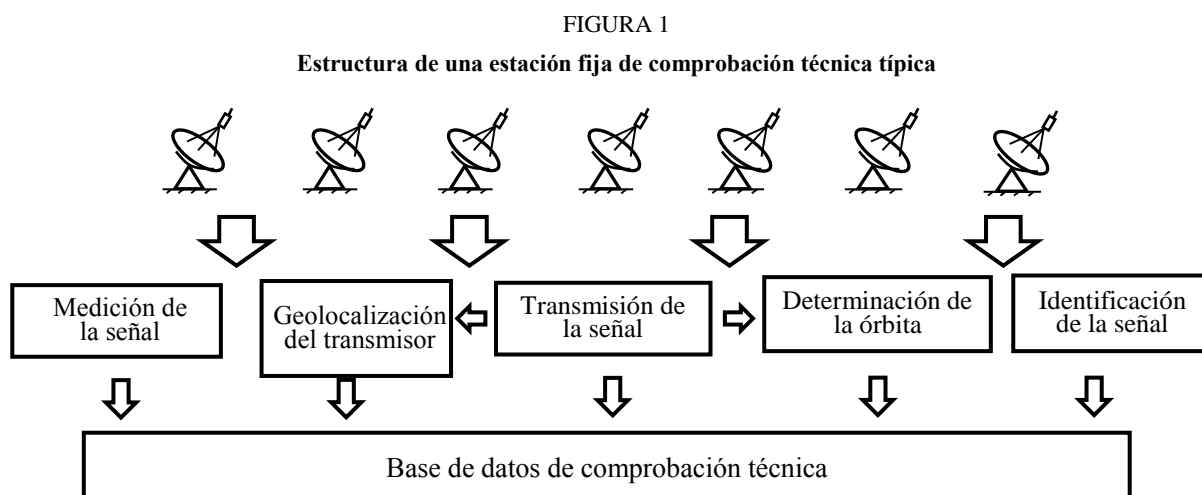 FIGURA 1
Estructura de una estación fija de comprobación técnica típica
Medición de
la señal
Geolocalización
del transmisor
Transmisión de
la señal
Determinación de
la órbita
Identificación
de la señal
Base de datos de comprobación técnica